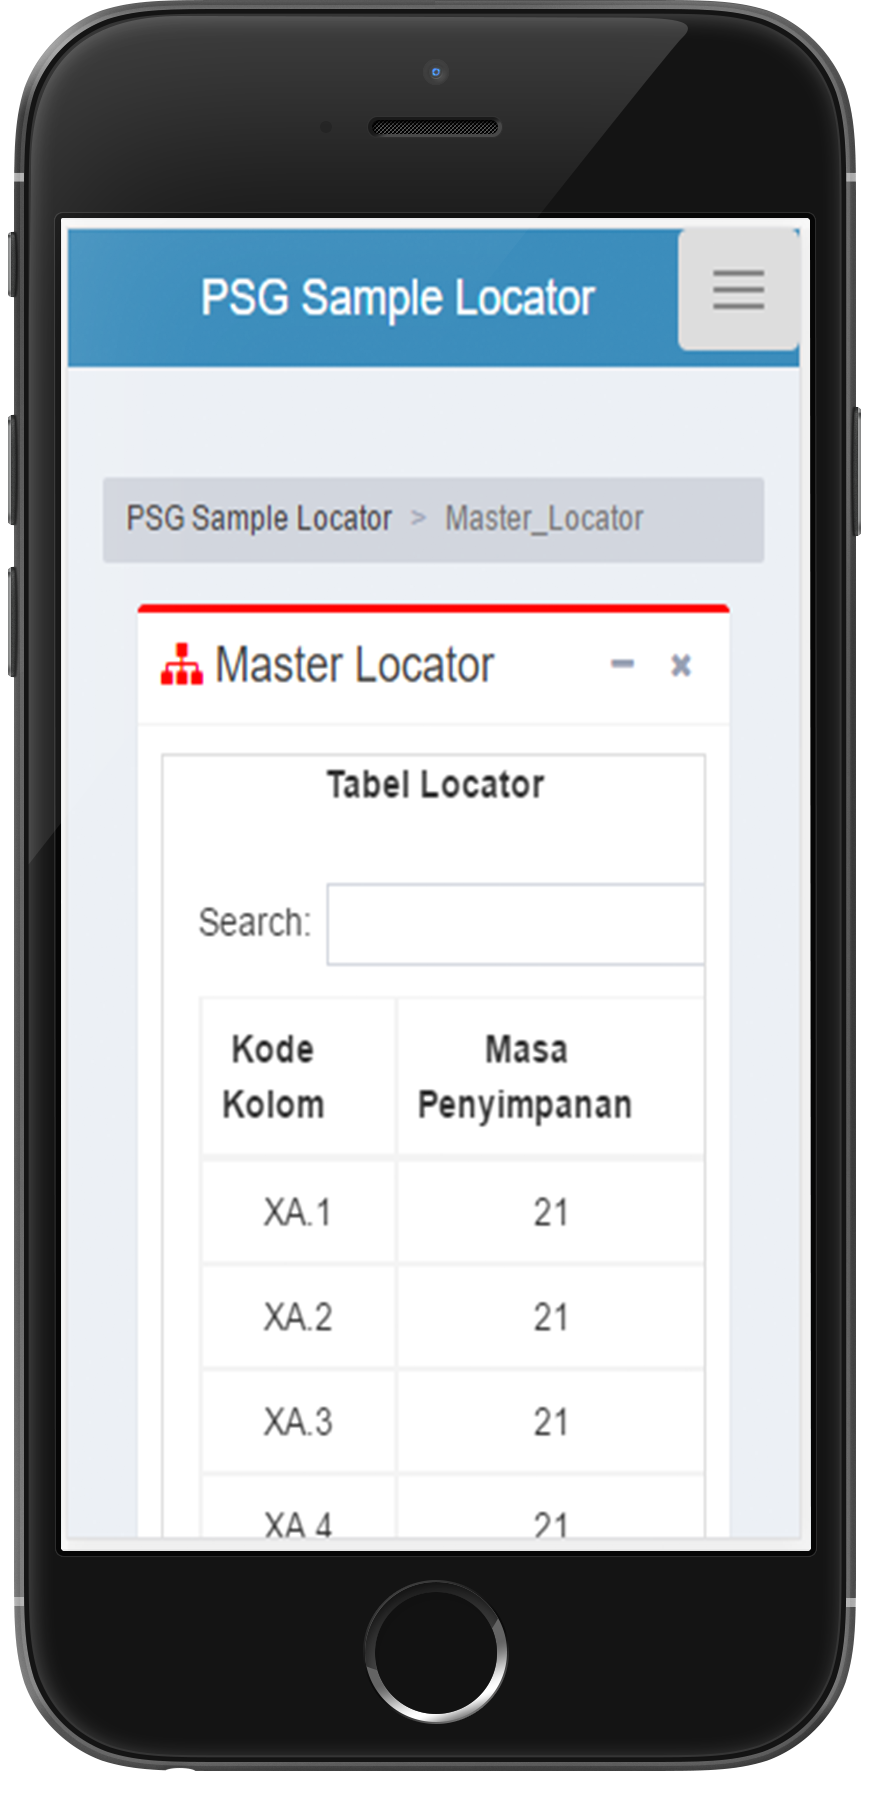 PSG Sample Locator
PSG Sample Locator > Master_Locator
Master Locator
Tabel Locator
Search:
Kode Kolom
Masa Penyimpanan
XA.1 21
XA.2 21
XA.3 21
XA.4 21